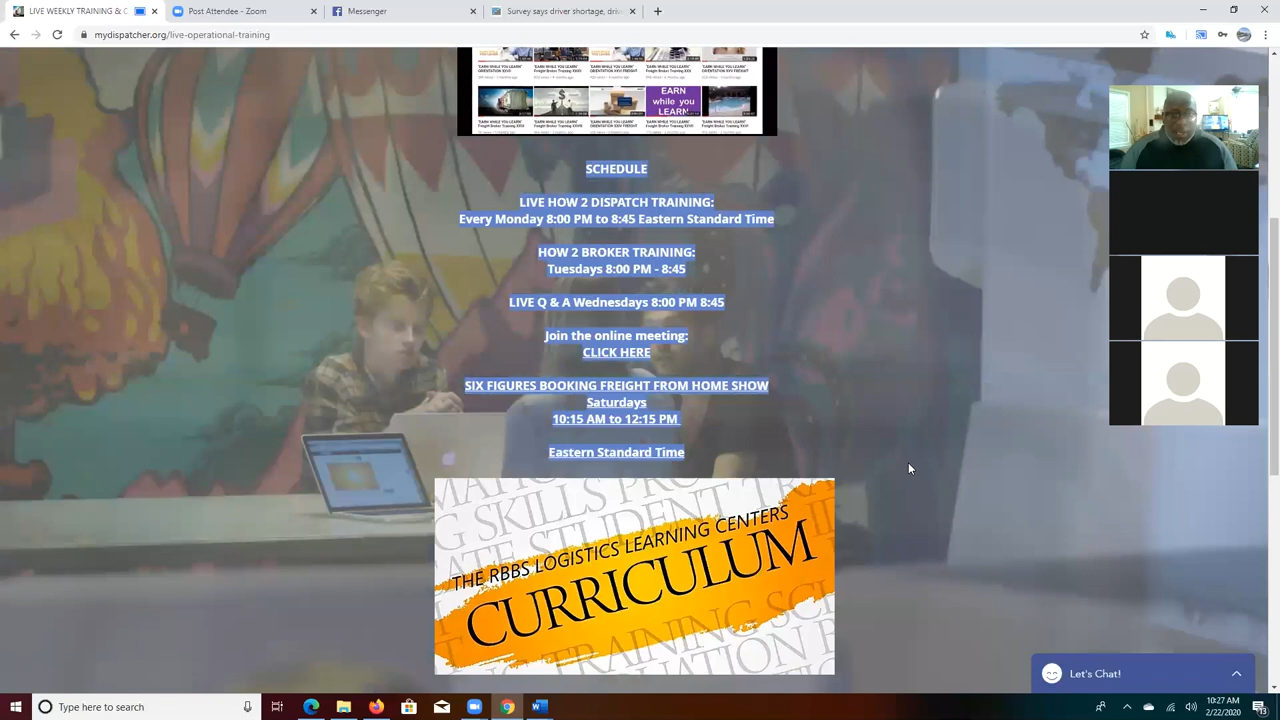 LIVE WEEKLY TRAINING & C
Post Attendee - Zoom
Messenger
Survey says driver shortage, driv
mydispatcher.org/live-operational-training
EARN
while you
LEARN
SCHEDULE
LIVE HOW 2 DISPATCH TRAINING:
Every Monday 8:00 PM to 8:45 Eastern Standard Time
HOW 2 BROKER TRAINING:
Tuesdays 8:00 PM - 8:45
LIVE Q & A Wednesdays 8:00 PM 8:45
Join the online meeting:
CLICK HERE
SIX FIGURES BOOKING FREIGHT FROM HOME SHOW
Saturdays
10:15 AM to 12:15 PM
Eastern Standard Time
THE RBBS LOGISTICS LEARNING CENTERS
CURRICULUM
Let's Chat!
Type here to search
10:27 AM
2/22/2020